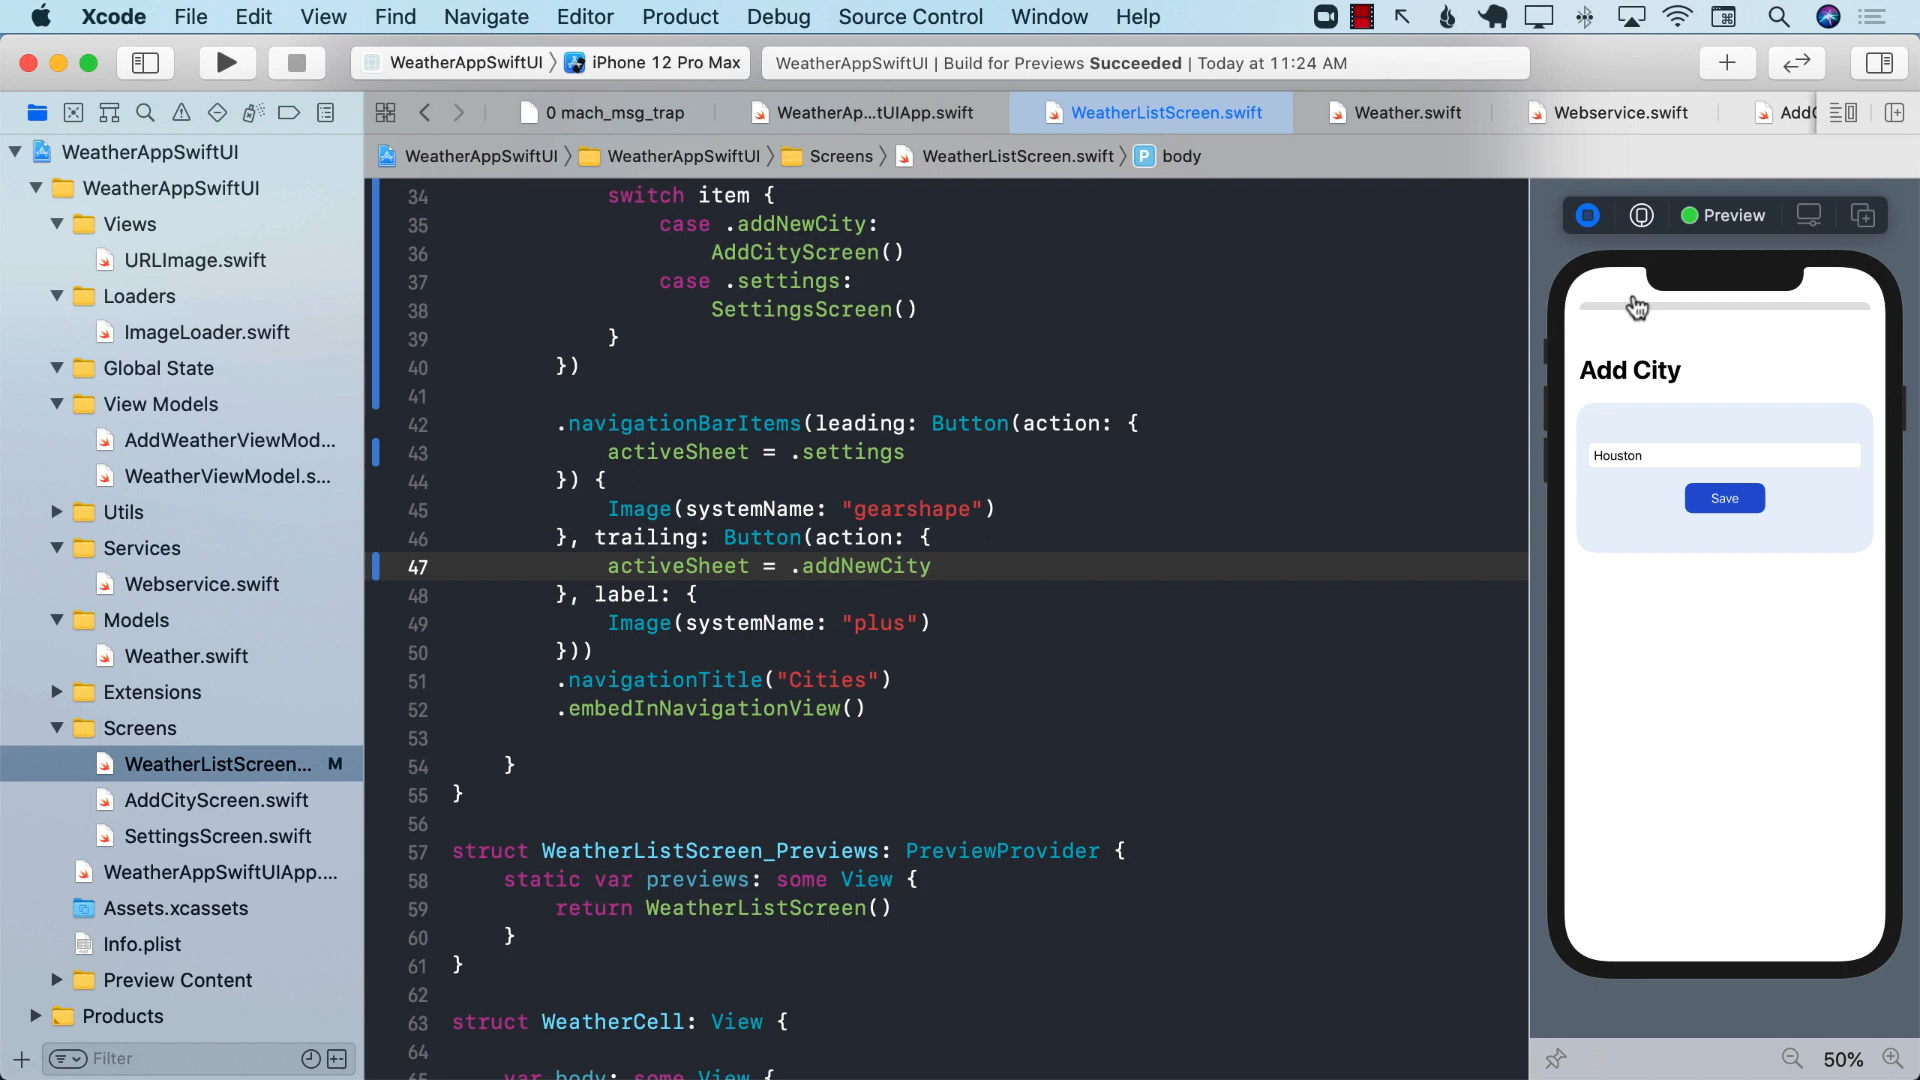 Xcode File Edit View Find Navigate Editor Product Debug Source Control Window Help
WeatherAppSwiftUI iPhone 12 Pro Max WeatherAppSwiftUI | Build for Previews Succeeded | Today at 11:24 AM
0 mach_msg_trap WeatherAp...tUIApp.swift WeatherListScreen.swift Weather.swift Webservice.swift AddC
WeatherAppSwiftUI WeatherAppSwiftUI Screens WeatherListScreen.swift P body
WeatherAppSwiftUI
WeatherAppSwiftUI
Views
URLImage.swift
Loaders
ImageLoader.swift
Global State
View Models
AddWeatherViewMod...
WeatherViewModel.s...
Utils
Services
Webservice.swift
Models
Weather.swift
Extensions
Screens
WeatherListScreen... M
AddCityScreen.swift
SettingsScreen.swift
WeatherAppSwiftUIApp....
Assets.xcassets
Info.plist
Preview Content
Products
Filter
34 switch item {
35 case .addNewCity:
36 AddCityScreen()
37 case .settings:
38 SettingsScreen()
39 }
40 })
41
42 .navigationBarItems(leading: Button(action: {
43 activeSheet = .settings
44 }) {
45 Image(systemName: "gearshape")
46 }, trailing: Button(action: {
47 activeSheet = .addNewCity
48 }, label: {
49 Image(systemName: "plus")
50 }))
51 .navigationTitle("Cities")
52 .embedInNavigationView()
53
54 }
55 }
56
57 struct WeatherListScreen_Previews: PreviewProvider {
58 static var previews: some View {
59 return WeatherListScreen()
60 }
61 }
62
63 struct WeatherCell: View {
64
65 var body: some View {
Preview
Add City
Houston
Save
50%